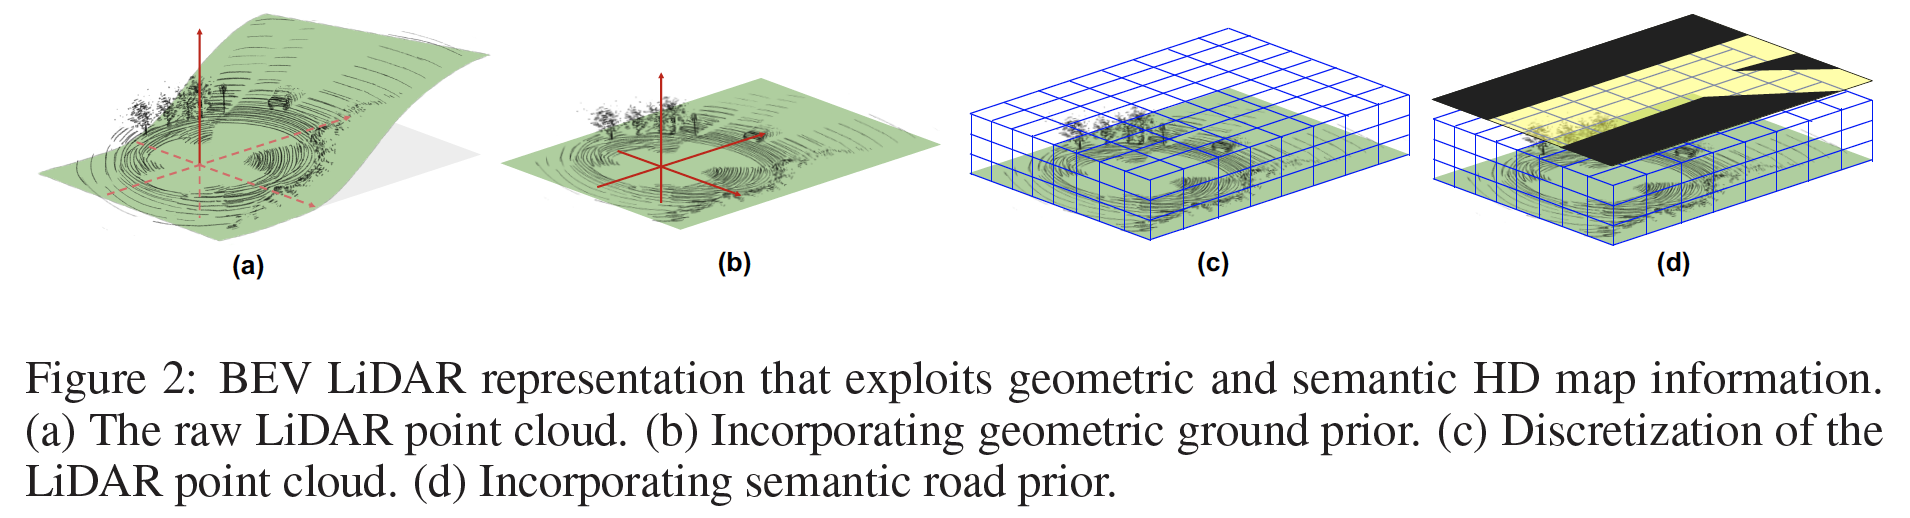 (a)
(b)
(c)
(d)
Figure 2: BEV LiDAR representation that exploits geometric and semantic HD map information.
(a) The raw LiDAR point cloud. (b) Incorporating geometric ground prior. (c) Discretization of the
LiDAR point cloud. (d) Incorporating semantic road prior.